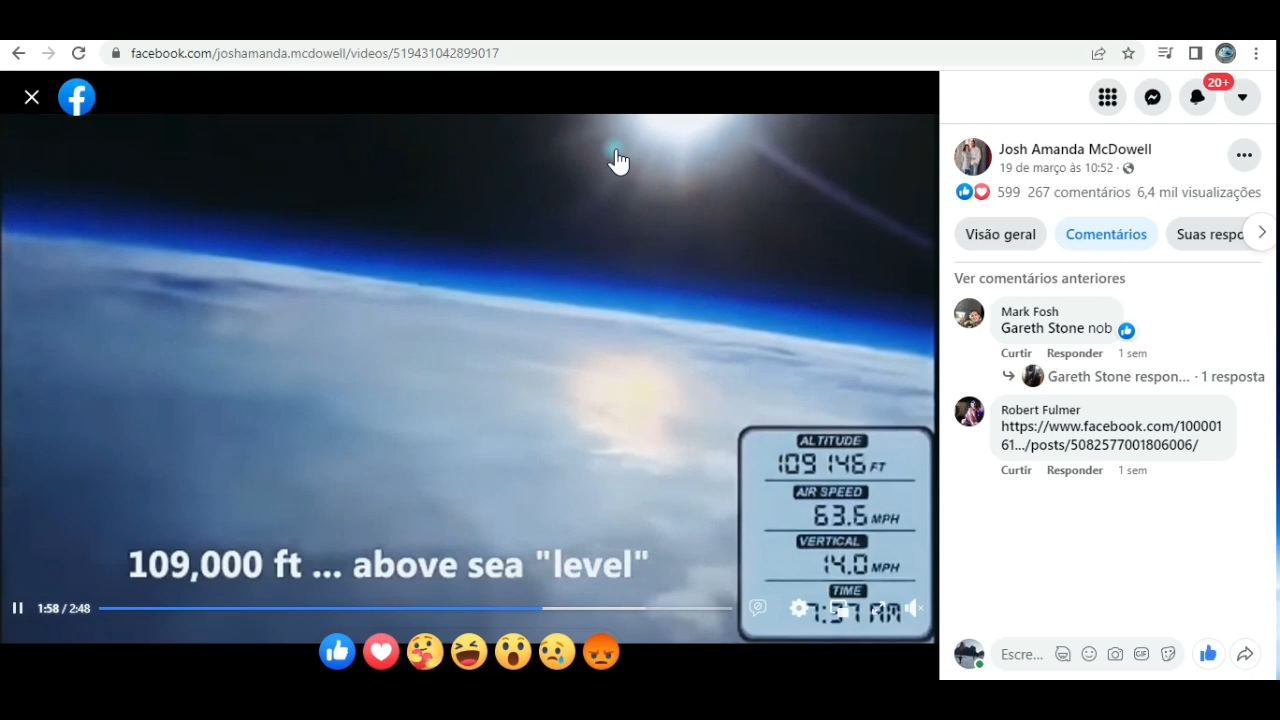 facebook.com/joshamanda.mcdowell/videos/519431042899017
20+
Josh Amanda McDowell
19 de março às 10:52 ·
599 267 comentários 6,4 mil visualizações
Visão geral Comentários Suas respo
Ver comentários anteriores
Mark Fosh
Gareth Stone nob
Curtir Responder 1 sem
Gareth Stone respon... · 1 resposta
Robert Fulmer
https://www.facebook.com/100001
61.../posts/5082577001806006/
Curtir Responder 1 sem
Escre...
GIF
ALTITUDE
109 146 FT
AIR SPEED
63.6 MPH
VERTICAL
14.0 MPH
TIME
7:57 AM
109,000 ft ... above sea "level"
1:58 / 2:48